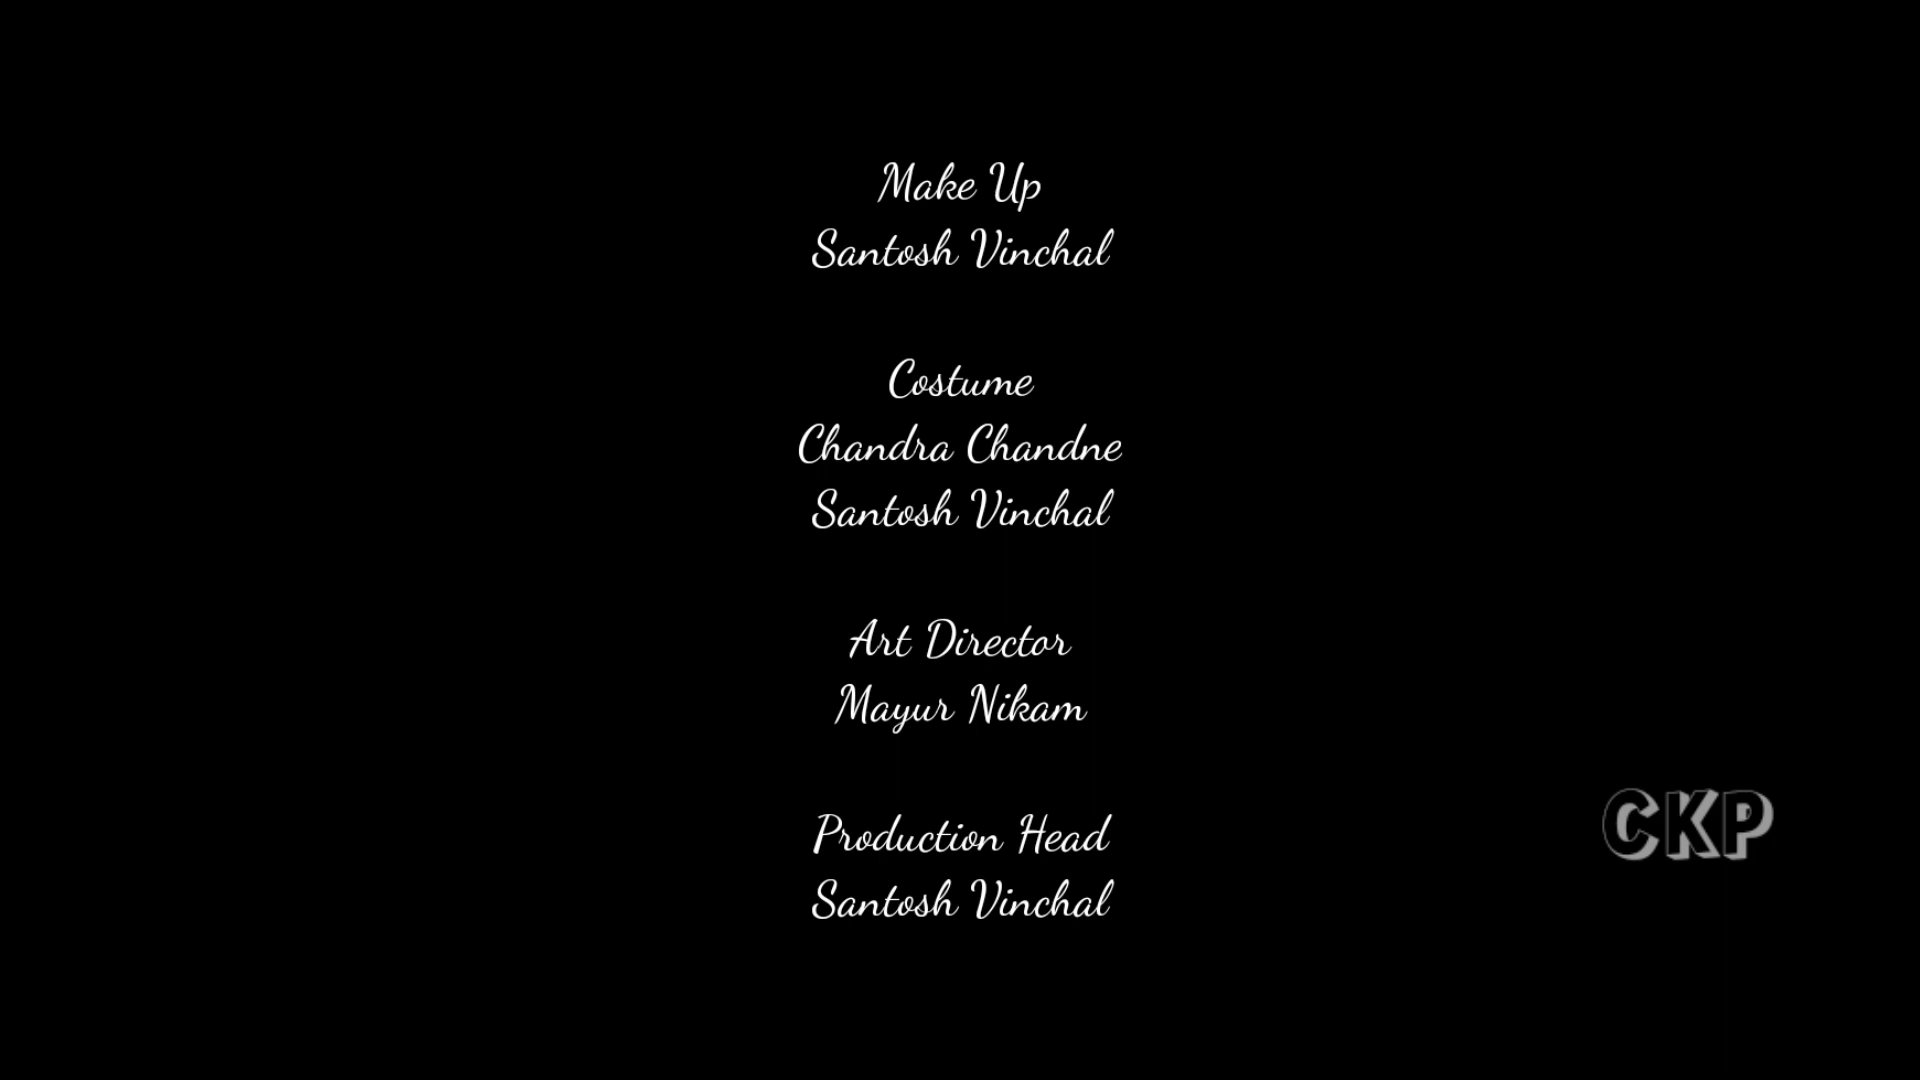 Make Up
Santosh Vinchal
Costume
Chandra Chandne
Santosh Vinchal
Art Director
Mayur Nikam
Production Head
Santosh Vinchal
CKP